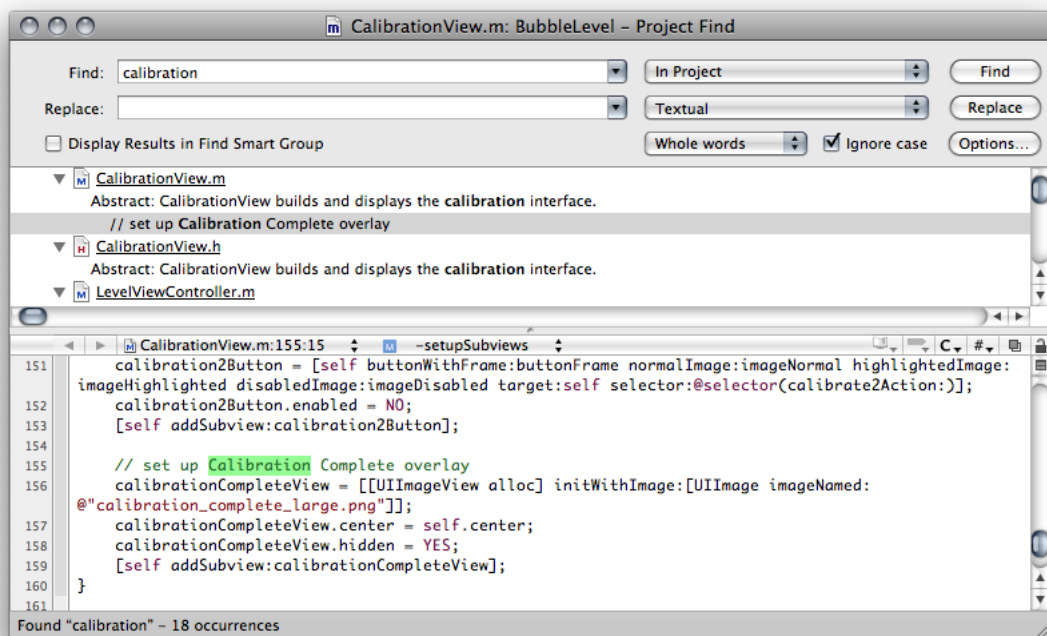 CalibrationView.m: BubbleLevel – Project Find
Find: calibration In Project Find
Replace: Textual Replace
Display Results in Find Smart Group Whole words Ignore case Options...
CalibrationView.m
Abstract: CalibrationView builds and displays the calibration interface.
// set up Calibration Complete overlay
CalibrationView.h
Abstract: CalibrationView builds and displays the calibration interface.
LevelViewController.m
CalibrationView.m:155:15 M -setupSubviews C #
151 calibration2Button = [self buttonWithFrame:buttonFrame normalImage:imageNormal highlightedImage:
imageHighlighted disabledImage:imageDisabled target:self selector:@selector(calibrate2Action:)];
152 calibration2Button.enabled = NO;
153 [self addSubview:calibration2Button];
154
155 // set up Calibration Complete overlay
156 calibrationCompleteView = [[UIImageView alloc] initWithImage:[UIImage imageNamed:
@"calibration_complete_large.png"]];
157 calibrationCompleteView.center = self.center;
158 calibrationCompleteView.hidden = YES;
159 [self addSubview:calibrationCompleteView];
160 }
161
Found "calibration" – 18 occurrences